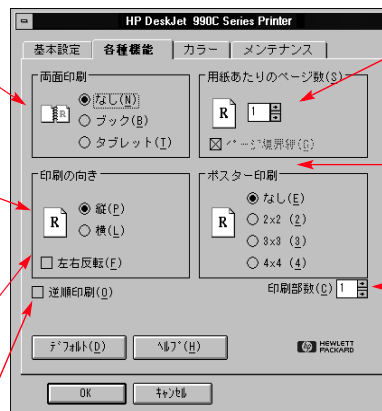 HP DeskJet 990C Series Printer
基本設定 各種機能 カラー メンテナンス
両面印刷
なし(N)
ブック(B)
タブレット(T)
用紙あたりのページ数(S)
R
R
1
ページ境界枠(G)
印刷の向き
R
縦(P)
横(L)
左右反転(F)
ポスター印刷
R
なし(E)
2x2 (2)
3x3 (3)
4x4 (4)
逆順印刷(O)
印刷部数(C) 1
ﾃﾞﾌｫﾙﾄ(D) ﾍﾙﾌﾟ(H)
hp HEWLETT
PACKARD
OK ｷｬﾝｾﾙ